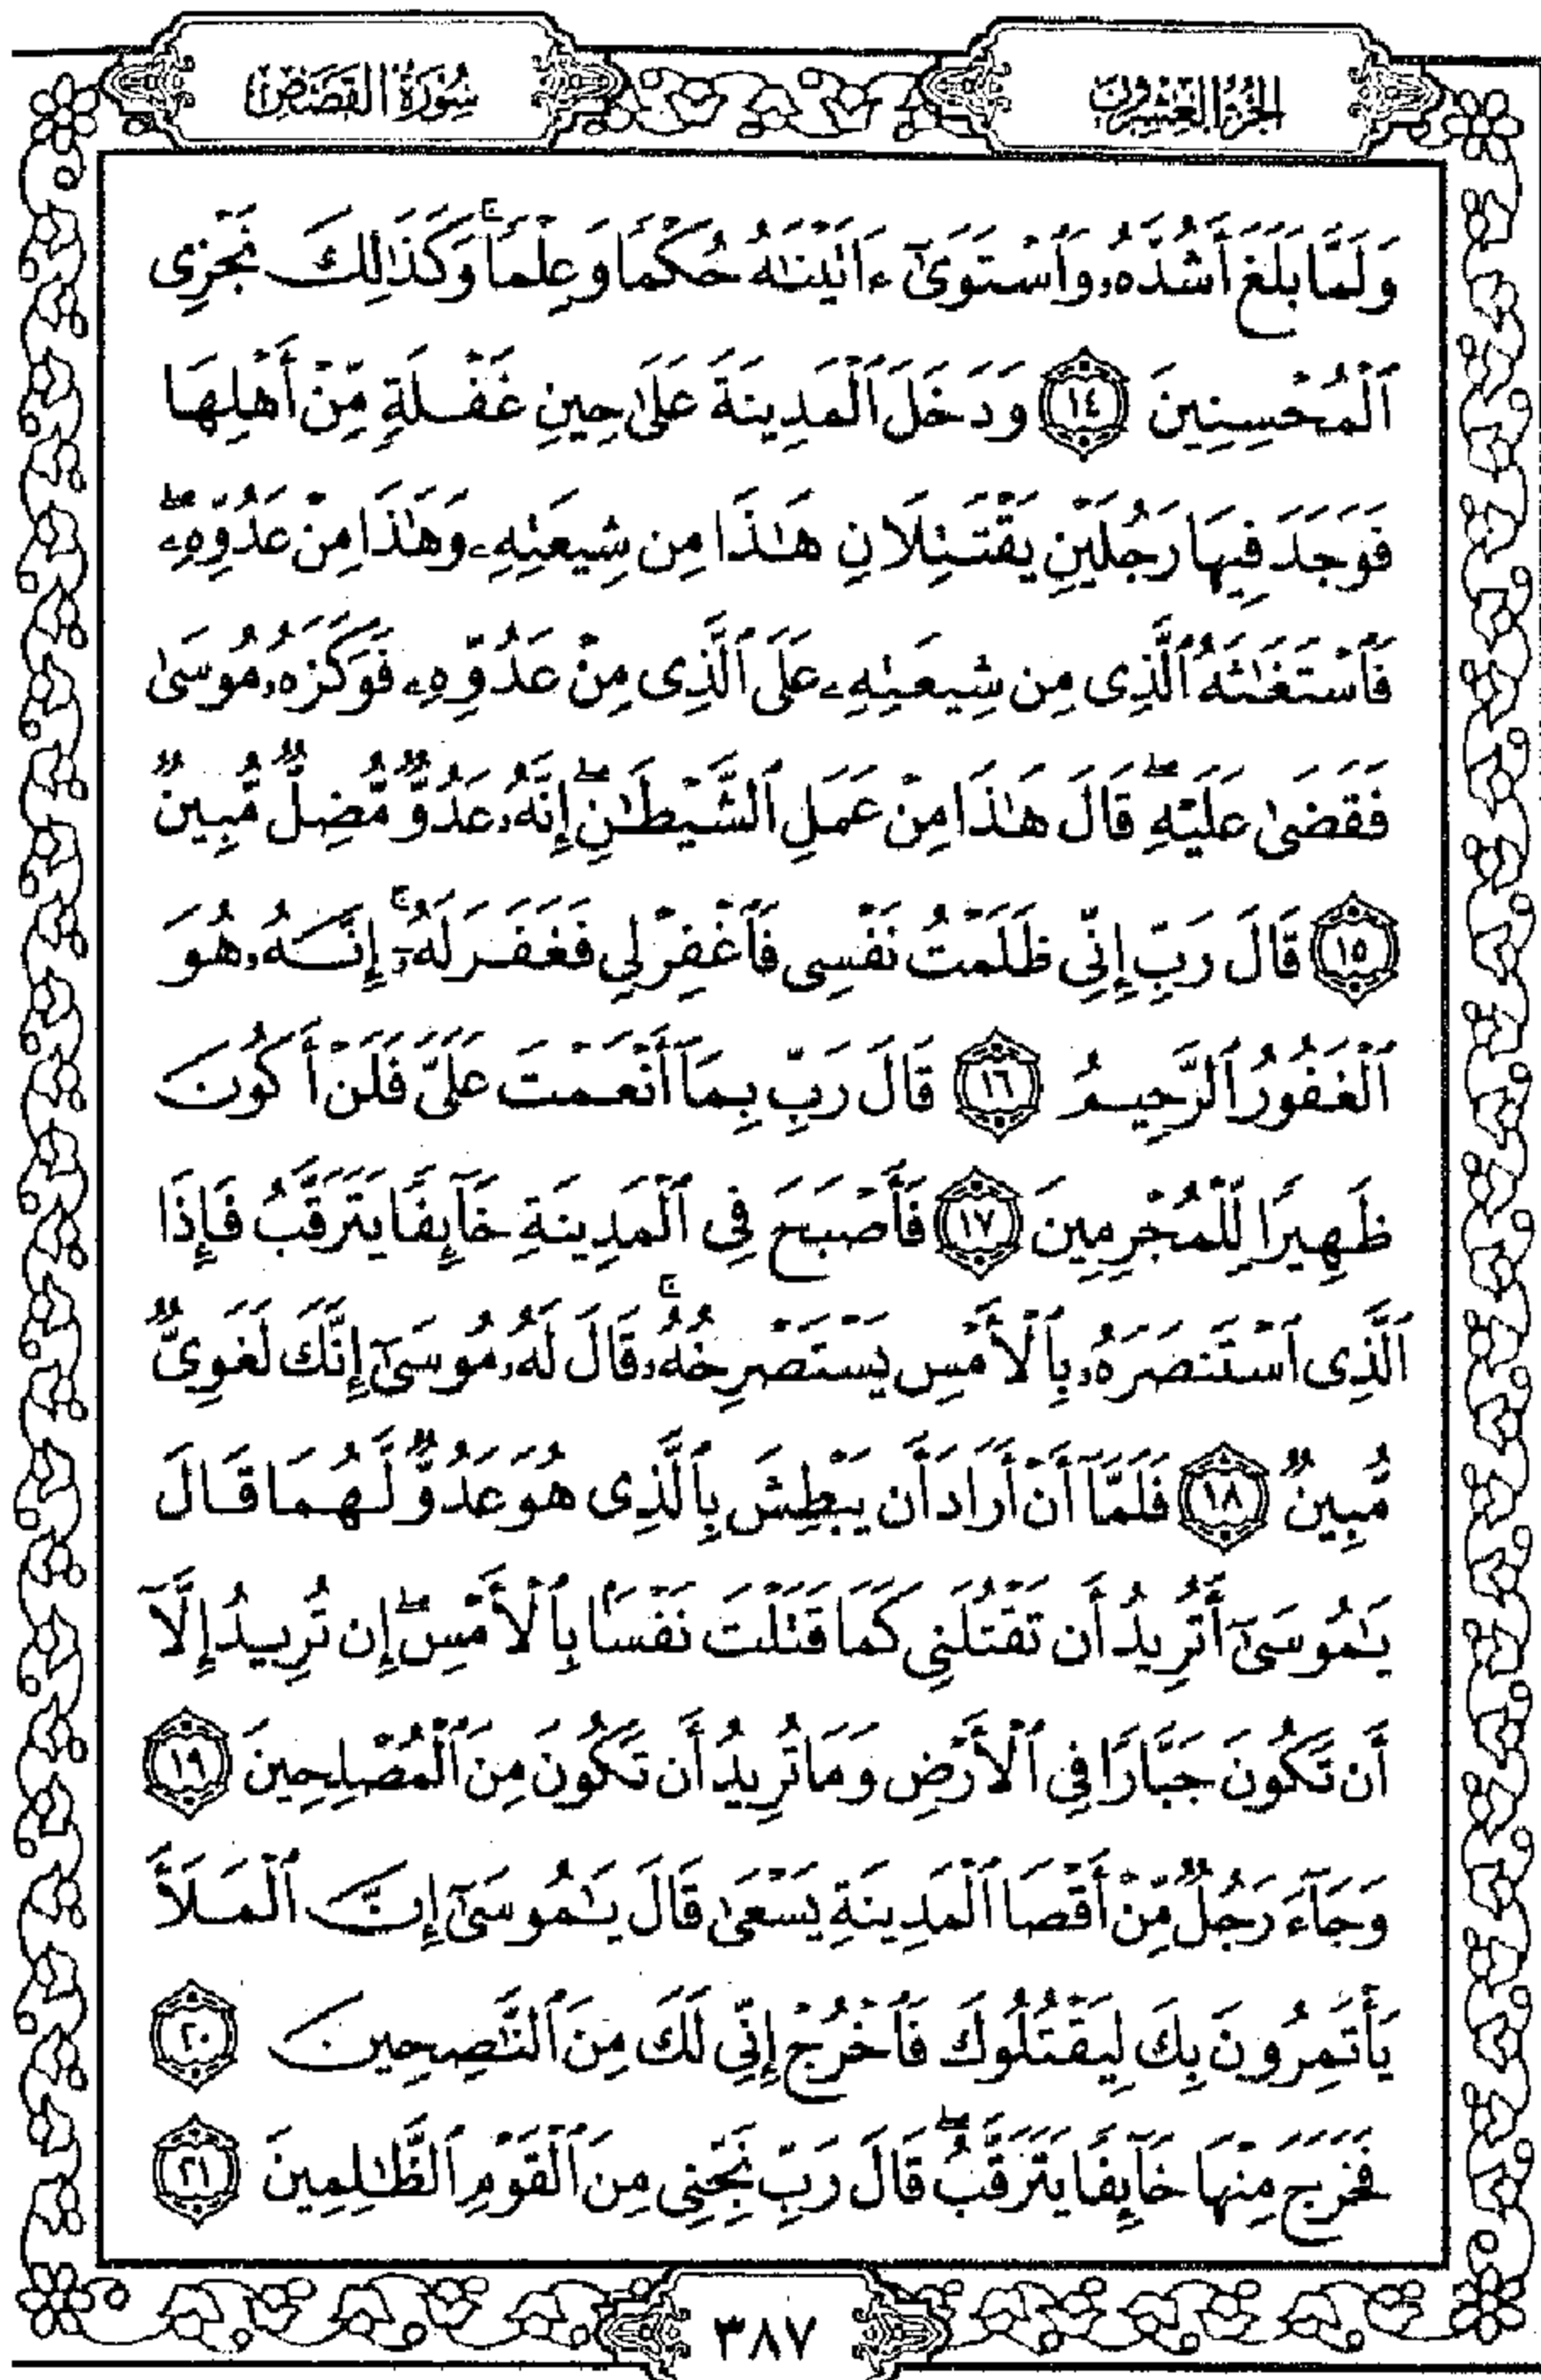 الجزء العشرون
سورة القصص
وَلَمَّا بَلَغَ أَشُدَّهُۥ وَٱسْتَوَىٰٓ ءَاتَيْنَٰهُ حُكْمًا وَعِلْمًا ۚ وَكَذَٰلِكَ نَجْزِى
ٱلْمُحْسِنِينَ ١٤ وَدَخَلَ ٱلْمَدِينَةَ عَلَىٰ حِينِ غَفْلَةٍ مِّنْ أَهْلِهَا
فَوَجَدَ فِيهَا رَجُلَيْنِ يَقْتَتِلَانِ هَٰذَا مِن شِيعَتِهِۦ وَهَٰذَا مِنْ عَدُوِّهِۦ ۖ
فَٱسْتَغَٰثَهُ ٱلَّذِى مِن شِيعَتِهِۦ عَلَى ٱلَّذِى مِنْ عَدُوِّهِۦ فَوَكَزَهُۥ مُوسَىٰ
فَقَضَىٰ عَلَيْهِ ۖ قَالَ هَٰذَا مِنْ عَمَلِ ٱلشَّيْطَٰنِ ۖ إِنَّهُۥ عَدُوٌّ مُّضِلٌّ مُّبِينٌ
١٥ قَالَ رَبِّ إِنِّى ظَلَمْتُ نَفْسِى فَٱغْفِرْ لِى فَغَفَرَ لَهُۥٓ ۚ إِنَّهُۥ هُوَ
ٱلْغَفُورُ ٱلرَّحِيمُ ١٦ قَالَ رَبِّ بِمَآ أَنْعَمْتَ عَلَىَّ فَلَنْ أَكُونَ
ظَهِيرًا لِّلْمُجْرِمِينَ ١٧ فَأَصْبَحَ فِى ٱلْمَدِينَةِ خَآئِفًا يَتَرَقَّبُ فَإِذَا
ٱلَّذِى ٱسْتَنصَرَهُۥ بِٱلْأَمْسِ يَسْتَصْرِخُهُۥ ۚ قَالَ لَهُۥ مُوسَىٰٓ إِنَّكَ لَغَوِىٌّ
مُّبِينٌ ١٨ فَلَمَّآ أَنْ أَرَادَ أَن يَبْطِشَ بِٱلَّذِى هُوَ عَدُوٌّ لَّهُمَا قَالَ
يَٰمُوسَىٰٓ أَتُرِيدُ أَن تَقْتُلَنِى كَمَا قَتَلْتَ نَفْسًۢا بِٱلْأَمْسِ ۖ إِن تُرِيدُ إِلَّآ
أَن تَكُونَ جَبَّارًا فِى ٱلْأَرْضِ وَمَا تُرِيدُ أَن تَكُونَ مِنَ ٱلْمُصْلِحِينَ ١٩
وَجَآءَ رَجُلٌ مِّنْ أَقْصَا ٱلْمَدِينَةِ يَسْعَىٰ قَالَ يَٰمُوسَىٰٓ إِنَّ ٱلْمَلَأَ
يَأْتَمِرُونَ بِكَ لِيَقْتُلُوكَ فَٱخْرُجْ إِنِّى لَكَ مِنَ ٱلنَّٰصِحِينَ ٢٠
فَخَرَجَ مِنْهَا خَآئِفًا يَتَرَقَّبُ ۖ قَالَ رَبِّ نَجِّنِى مِنَ ٱلْقَوْمِ ٱلظَّٰلِمِينَ ٢١
٣٨٧